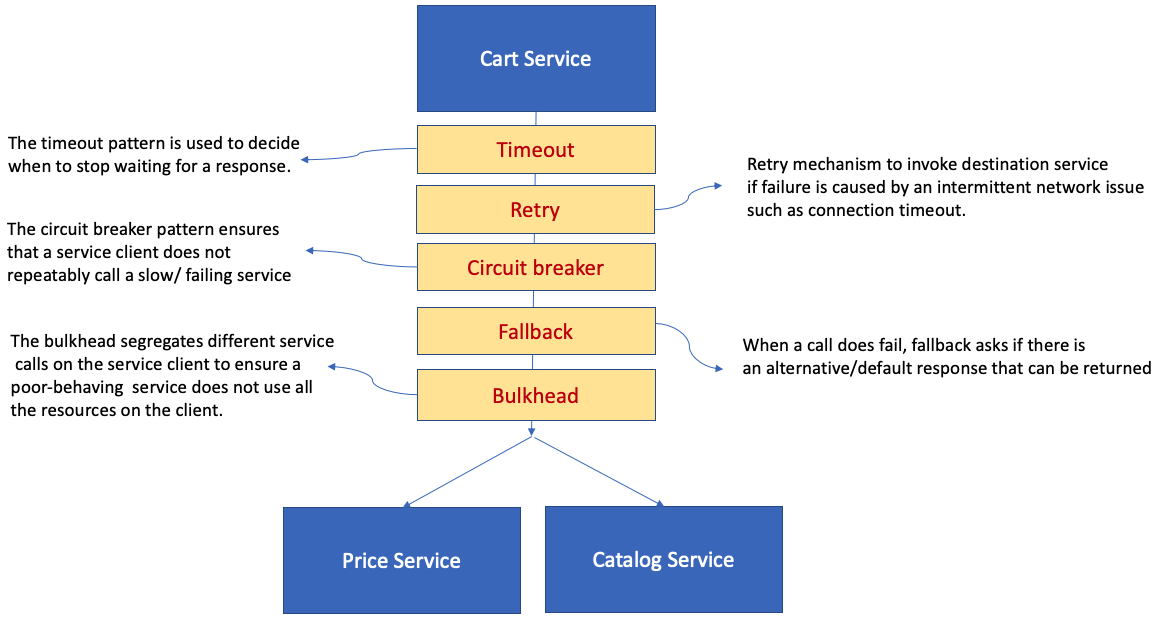 Cart Service
The timeout pattern is used to decide
when to stop waiting for a response.
Timeout
Retry mechanism to invoke destination service
if failure is caused by an intermittent network issue
such as connection timeout.
Retry
The circuit breaker pattern ensures
that a service client does not
repeatably call a slow/ failing service
Circuit breaker
Fallback
When a call does fail, fallback asks if there is
an alternative/default response that can be returned
The bulkhead segregates different service
calls on the service client to ensure a
poor-behaving service does not use all
the resources on the client.
Bulkhead
Price Service
Catalog Service